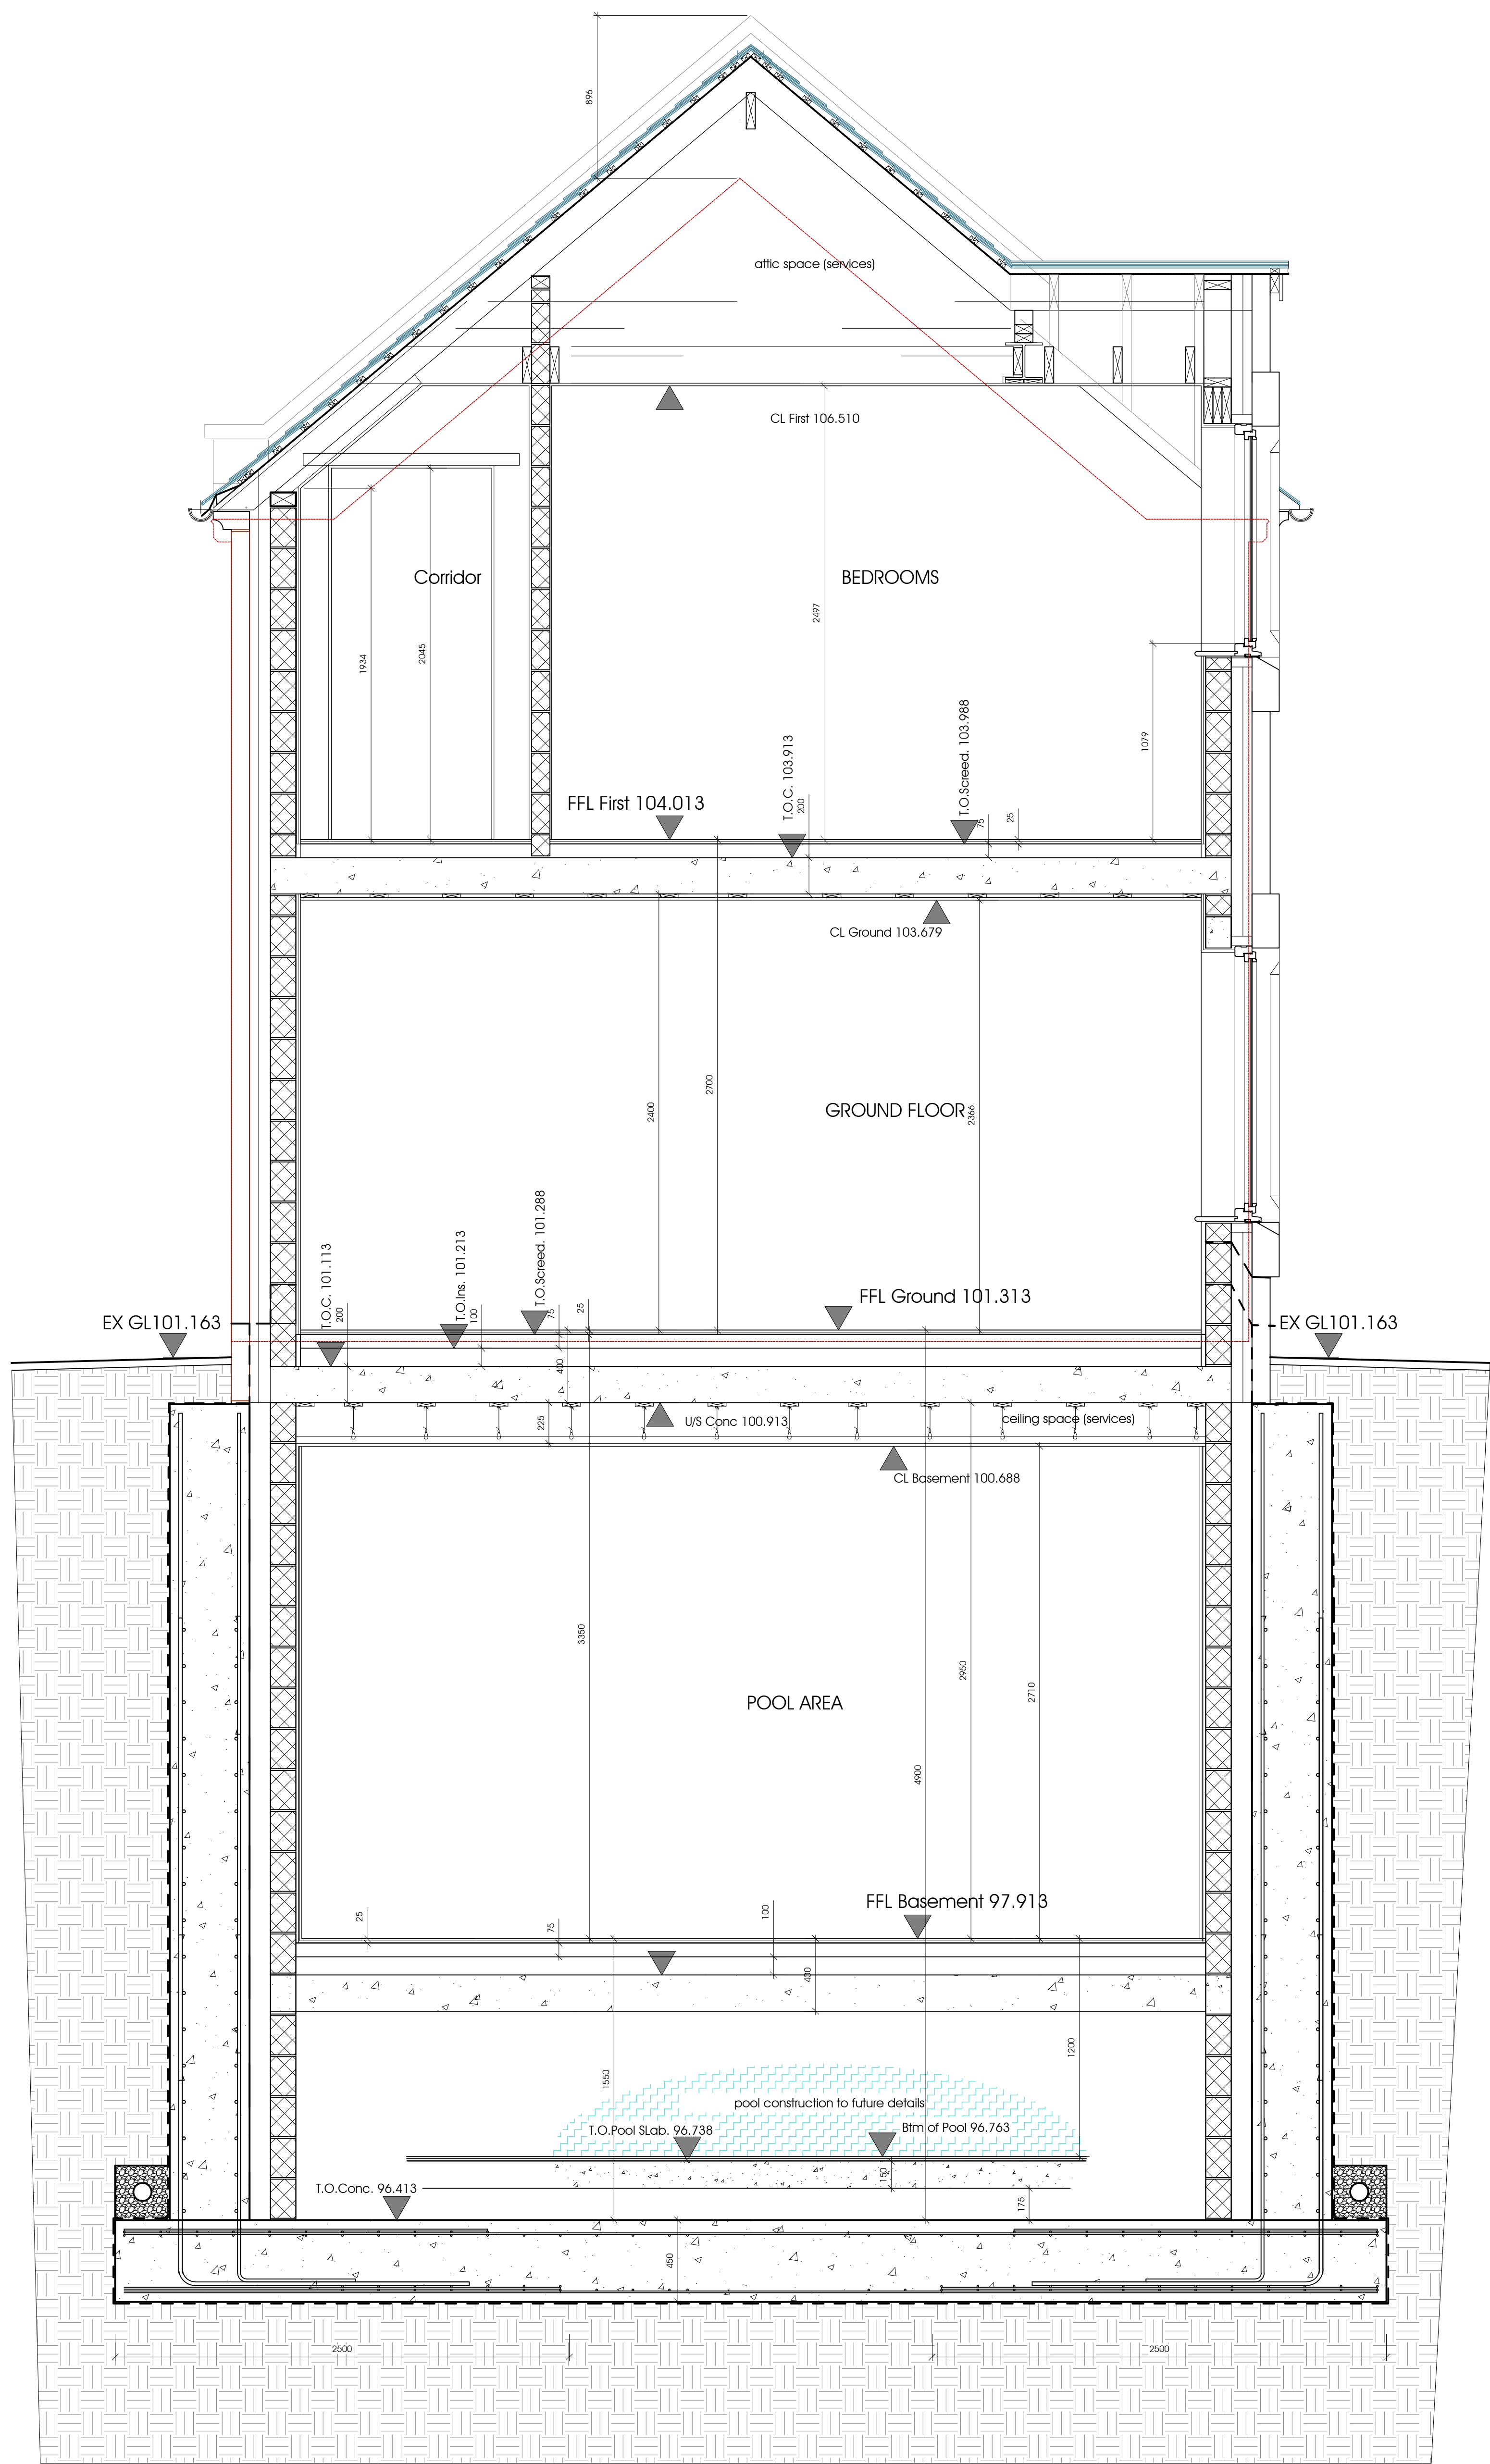 896
attic space (services)
CL First 106.510
Corridor
BEDROOMS
1934
2045
2497
1079
FFL First 104.013
T.O.C. 103.913
200
T.O.Screed. 103.988
75
25
CL Ground 103.679
2400
2700
GROUND FLOOR
2366
T.O.C. 101.113
200
T.O.Ins. 101.213
100
T.O.Screed. 101.288
75
25
FFL Ground 101.313
EX GL101.163
EX GL101.163
400
225
U/S Conc 100.913
ceiling space (services)
CL Basement 100.688
3350
2950
2710
POOL AREA
4900
FFL Basement 97.913
25
75
100
400
1200
1550
pool construction to future details
T.O.Pool SLab. 96.738
Btm of Pool 96.763
150
T.O.Conc. 96.413
175
450
2500
2500